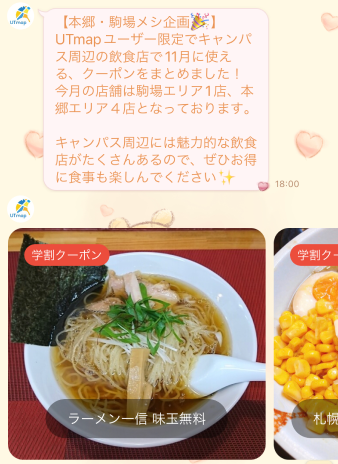 UTmap
【本郷・駒場メシ企画🎉】
UTmapユーザー限定でキャンパ
ス周辺の飲食店で11月に使え
る、クーポンをまとめました！
今月の店舗は駒場エリア1店、本
郷エリア４店となっております。
キャンパス周辺には魅力的な飲食
店がたくさんあるので、ぜひお得
に食事も楽しんでください✨
18:00
UTmap
学割クーポン
学割ク
ラーメン一信 味玉無料
札幌